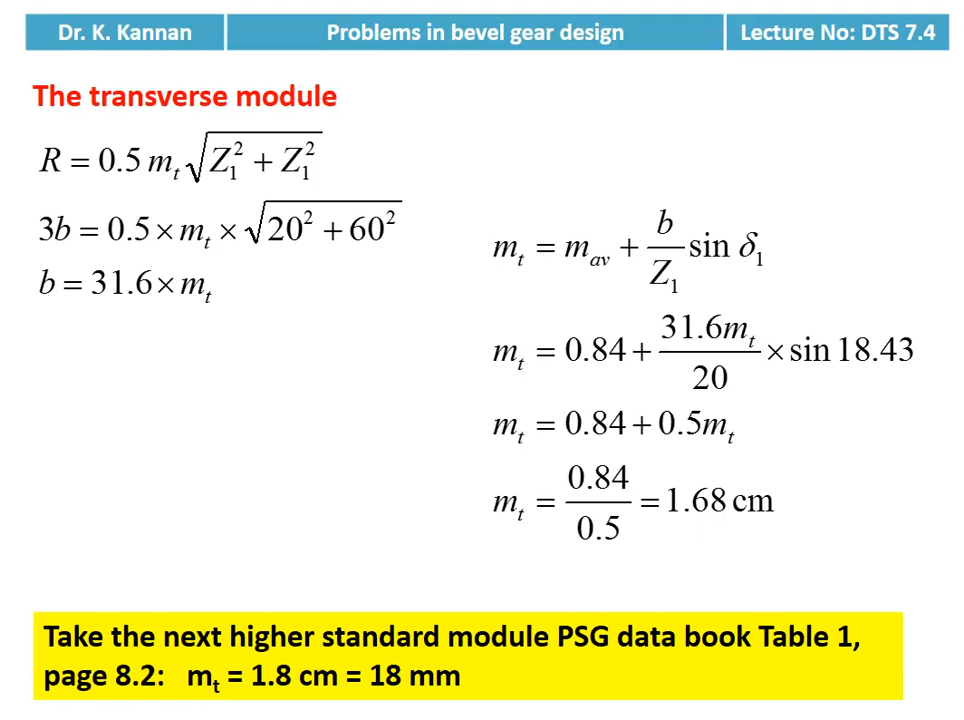 Dr. K. Kannan
Problems in bevel gear design
Lecture No: DTS 7.4
The transverse module
R = 0.5 m_t √(Z_1^2 + Z_1^2)
3b = 0.5 × m_t × √(20^2 + 60^2)
b = 31.6 × m_t
m_t = m_av + b/Z_1 sin δ_1
m_t = 0.84 + 31.6m_t/20 × sin 18.43
m_t = 0.84 + 0.5m_t
m_t = 0.84/0.5 = 1.68 cm
Take the next higher standard module PSG data book Table 1,
page 8.2: m_t = 1.8 cm = 18 mm